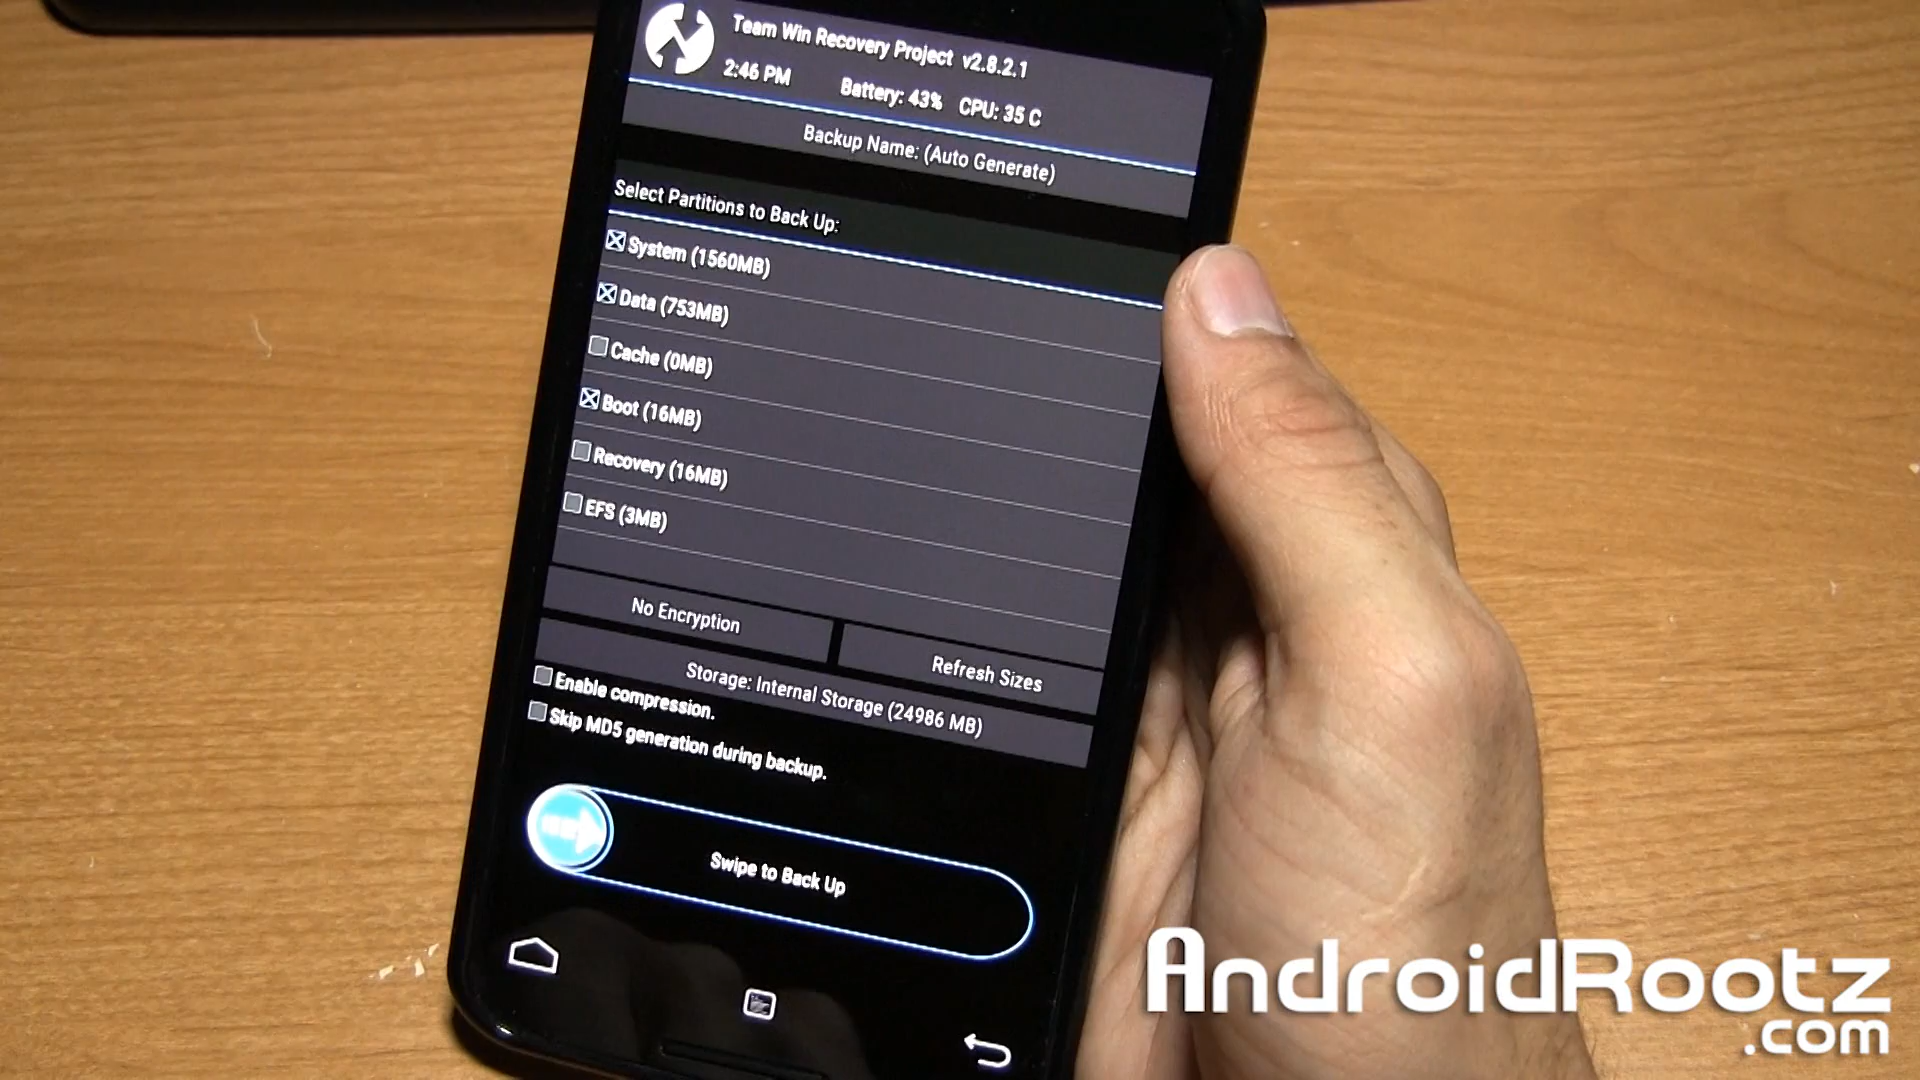 Team Win Recovery Project v2.8.2.1
2:46 PM Battery: 43% CPU: 35 C
Backup Name: (Auto Generate)
Select Partitions to Back Up:
System (1560MB)
Data (753MB)
Cache (0MB)
Boot (16MB)
Recovery (16MB)
EFS (3MB)
No Encryption
Refresh Sizes
Storage: Internal Storage (24986 MB)
Enable compression.
Skip MD5 generation during backup.
Swipe to Back Up
AndroidRootz
.com